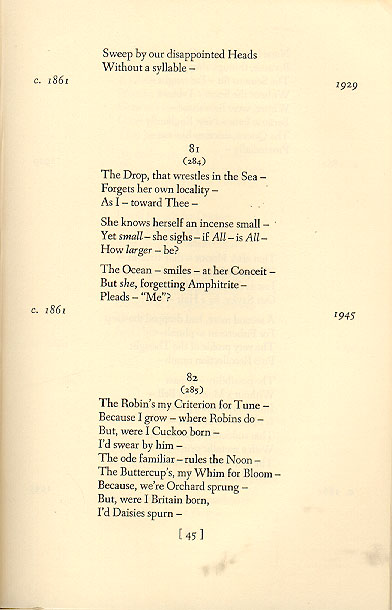 Sweep by our disappointed Heads
Without a syllable –
c. 1861
1929
81
(284)
The Drop, that wrestles in the Sea –
Forgets her own locality –
As I – toward Thee –
She knows herself an incense small –
Yet small – she sighs – if All – is All –
How larger – be?
The Ocean – smiles – at her Conceit –
But she, forgetting Amphitrite –
Pleads – "Me"?
c. 1861
1945
82
(285)
The Robin's my Criterion for Tune –
Because I grow – where Robins do –
But, were I Cuckoo born –
I'd swear by him –
The ode familiar – rules the Noon –
The Buttercup's, my Whim for Bloom –
Because, we're Orchard sprung –
But, were I Britain born,
I'd Daisies spurn –
[ 45 ]